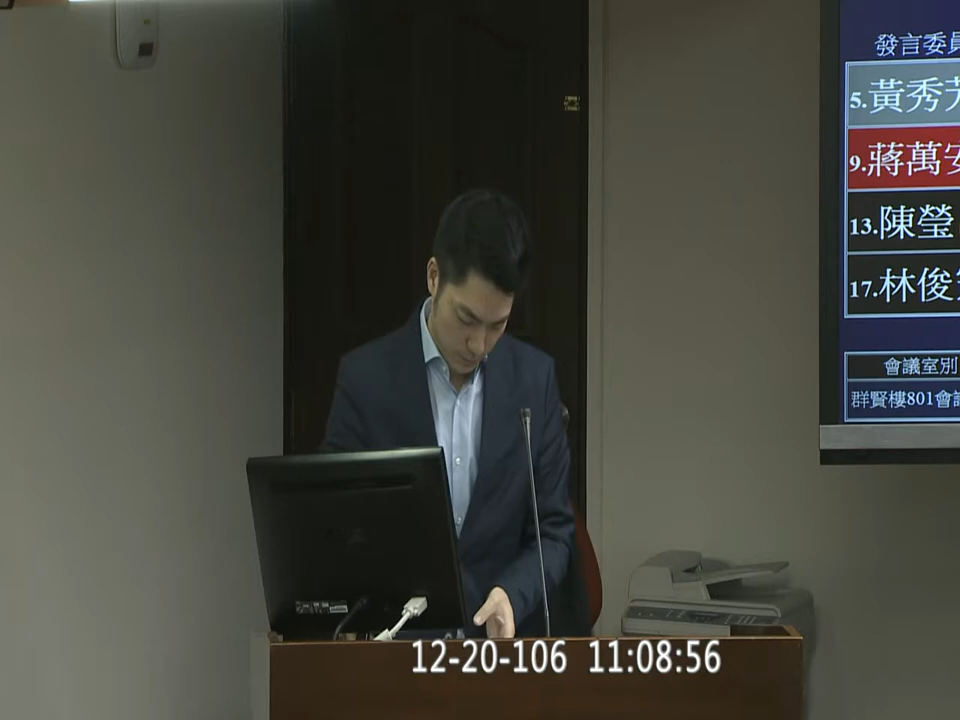 發言委員
5.黃秀芳
9.蔣萬安
13.陳瑩
17.林俊
會議室別
群賢樓801會議
12-20-106 11:08:56